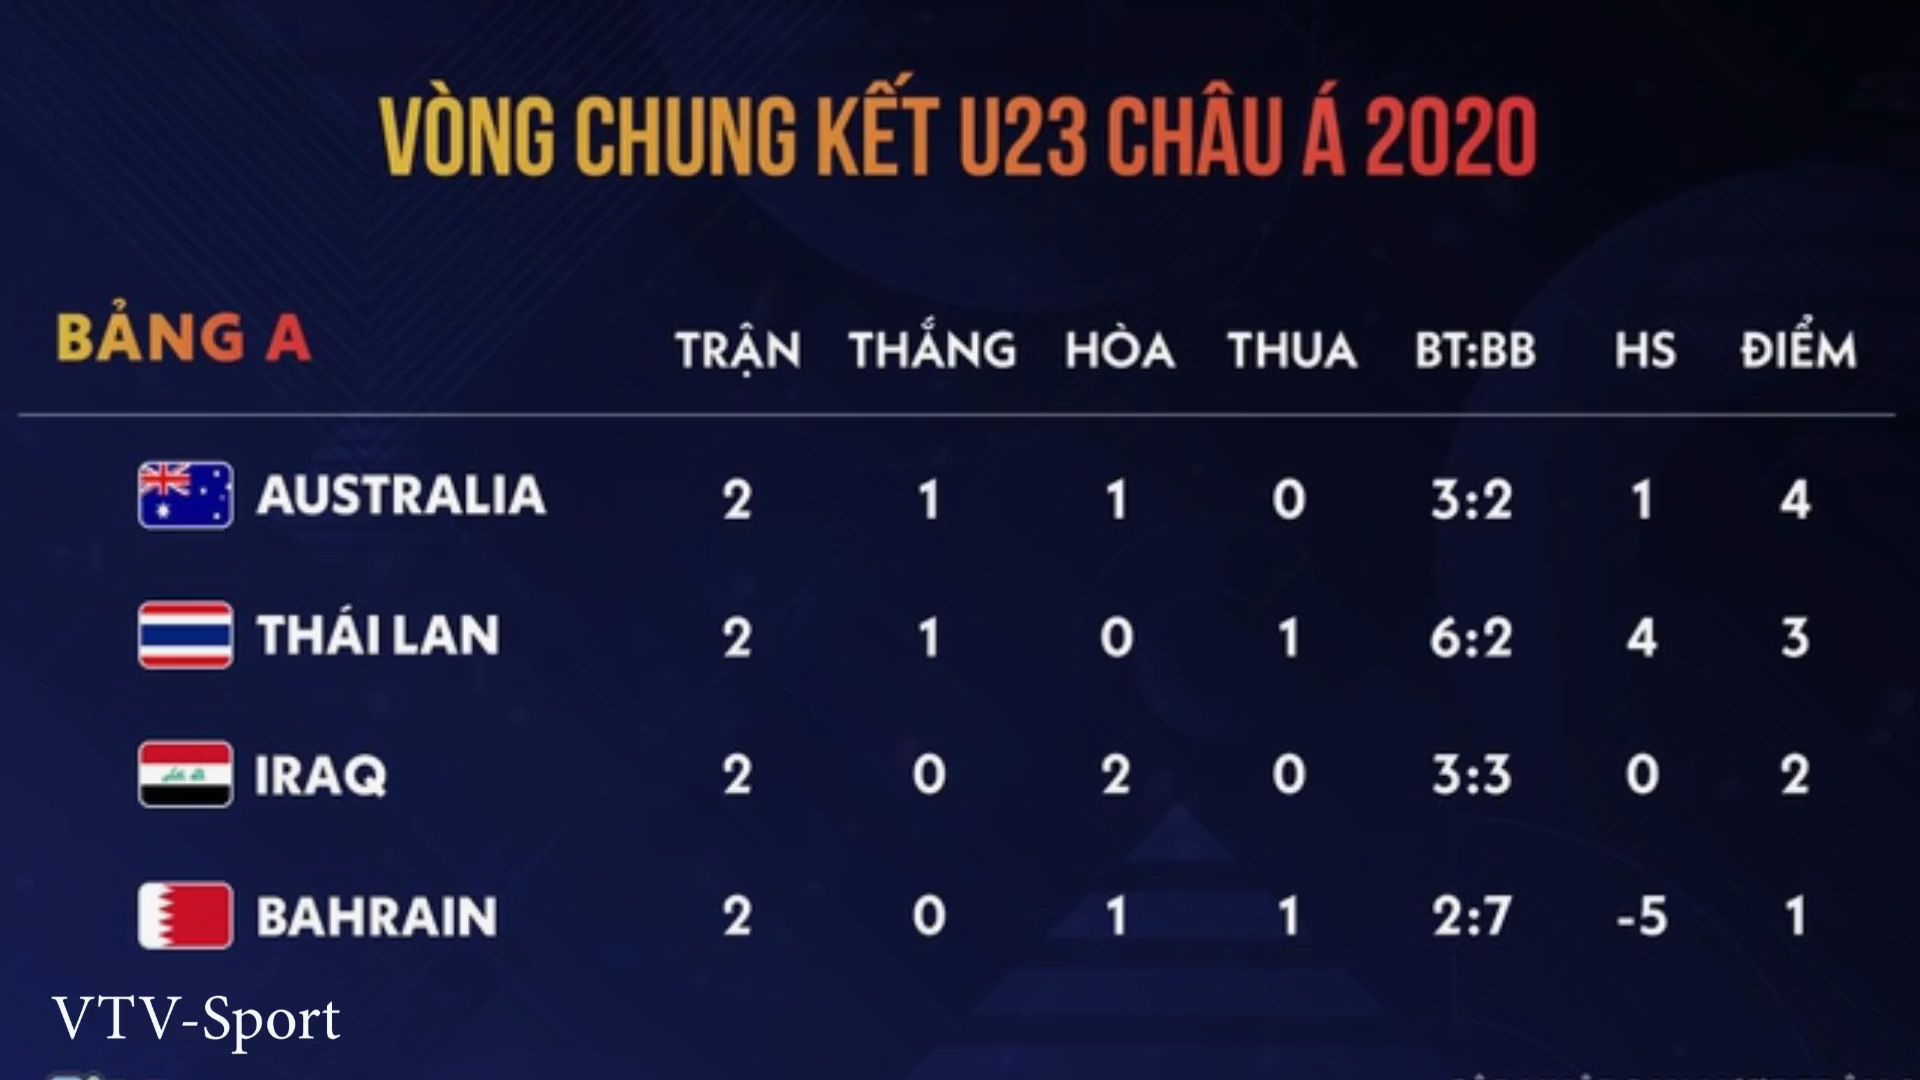 VÒNG CHUNG KẾT U23 CHÂU Á 2020
BẢNG A TRẬN THẮNG HÒA THUA BT:BB HS ĐIỂM
AUSTRALIA 2 1 1 0 3:2 1 4
THÁI LAN 2 1 0 1 6:2 4 3
IRAQ 2 0 2 0 3:3 0 2
BAHRAIN 2 0 1 1 2:7 -5 1
VTV-Sport